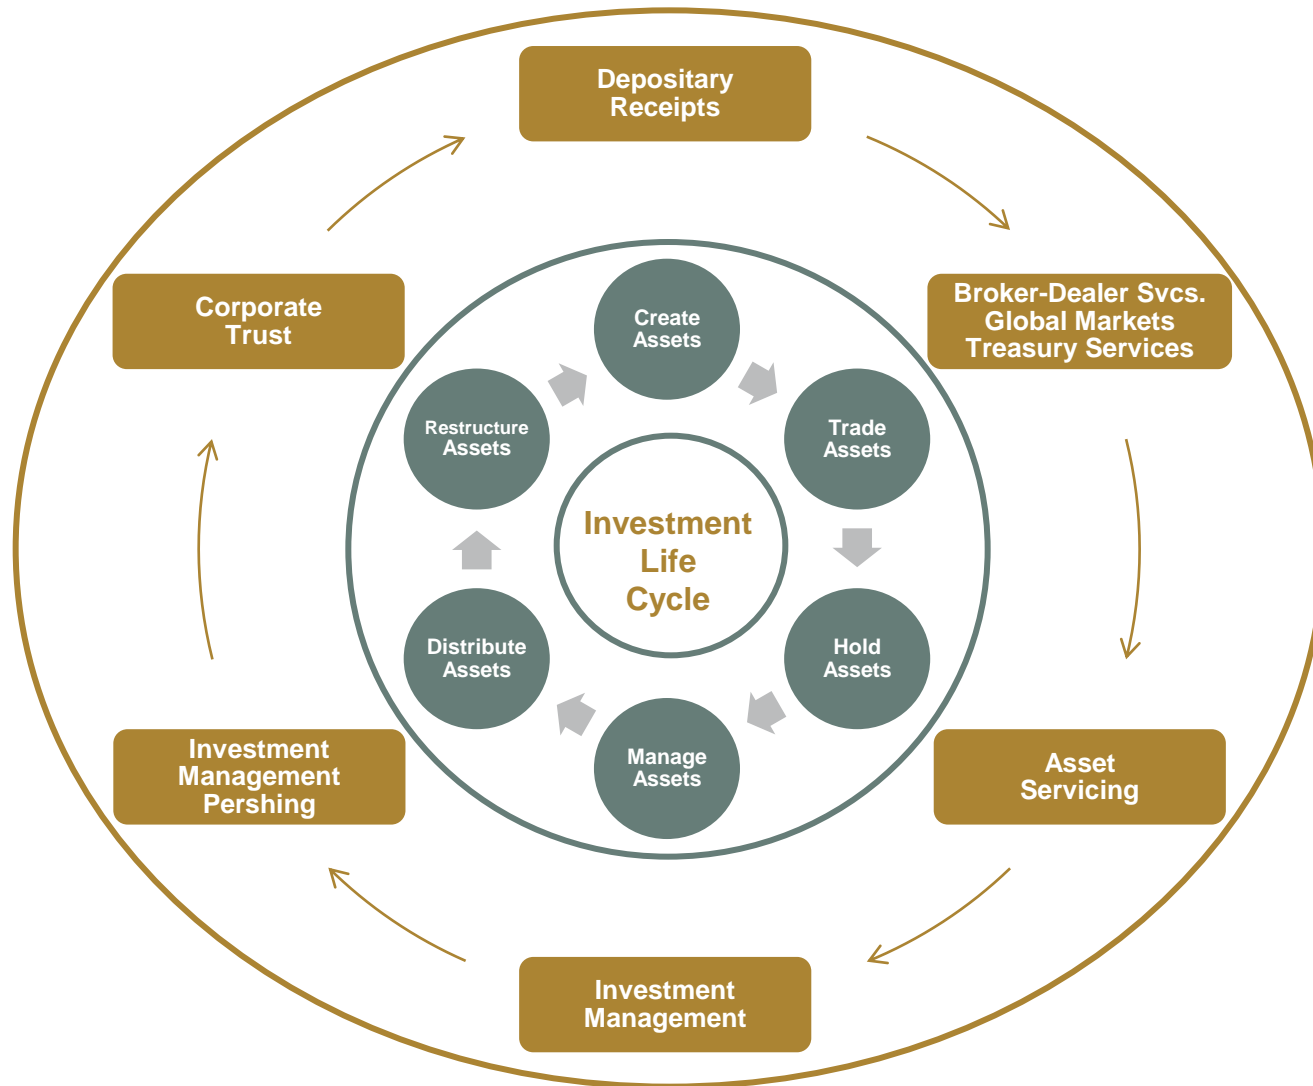 Depositary
Receipts
Corporate
Trust
Broker-Dealer Svcs.
Global Markets
Treasury Services
Create
Assets
Restructure
Assets
Trade
Assets
Investment
Life
Cycle
Distribute
Assets
Hold
Assets
Manage
Assets
Investment
Management
Pershing
Asset
Servicing
Investment
Management